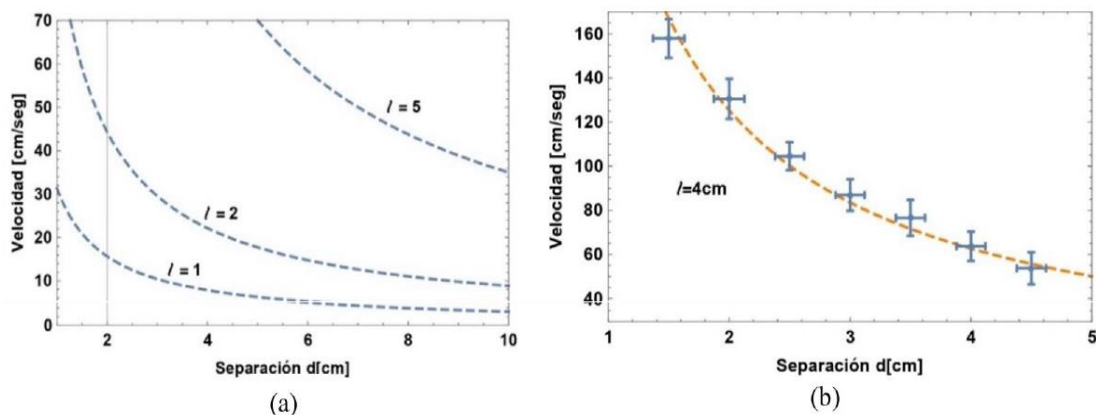 70
60
50
40
30
20
10
0
Velocidad [cm/seg]
l = 5
l = 2
l = 1
2
4
6
8
10
Separación d[cm]
(a)
160
140
120
100
80
60
40
Velocidad [cm/seg]
l=4cm
1
2
3
4
5
Separación d[cm]
(b)